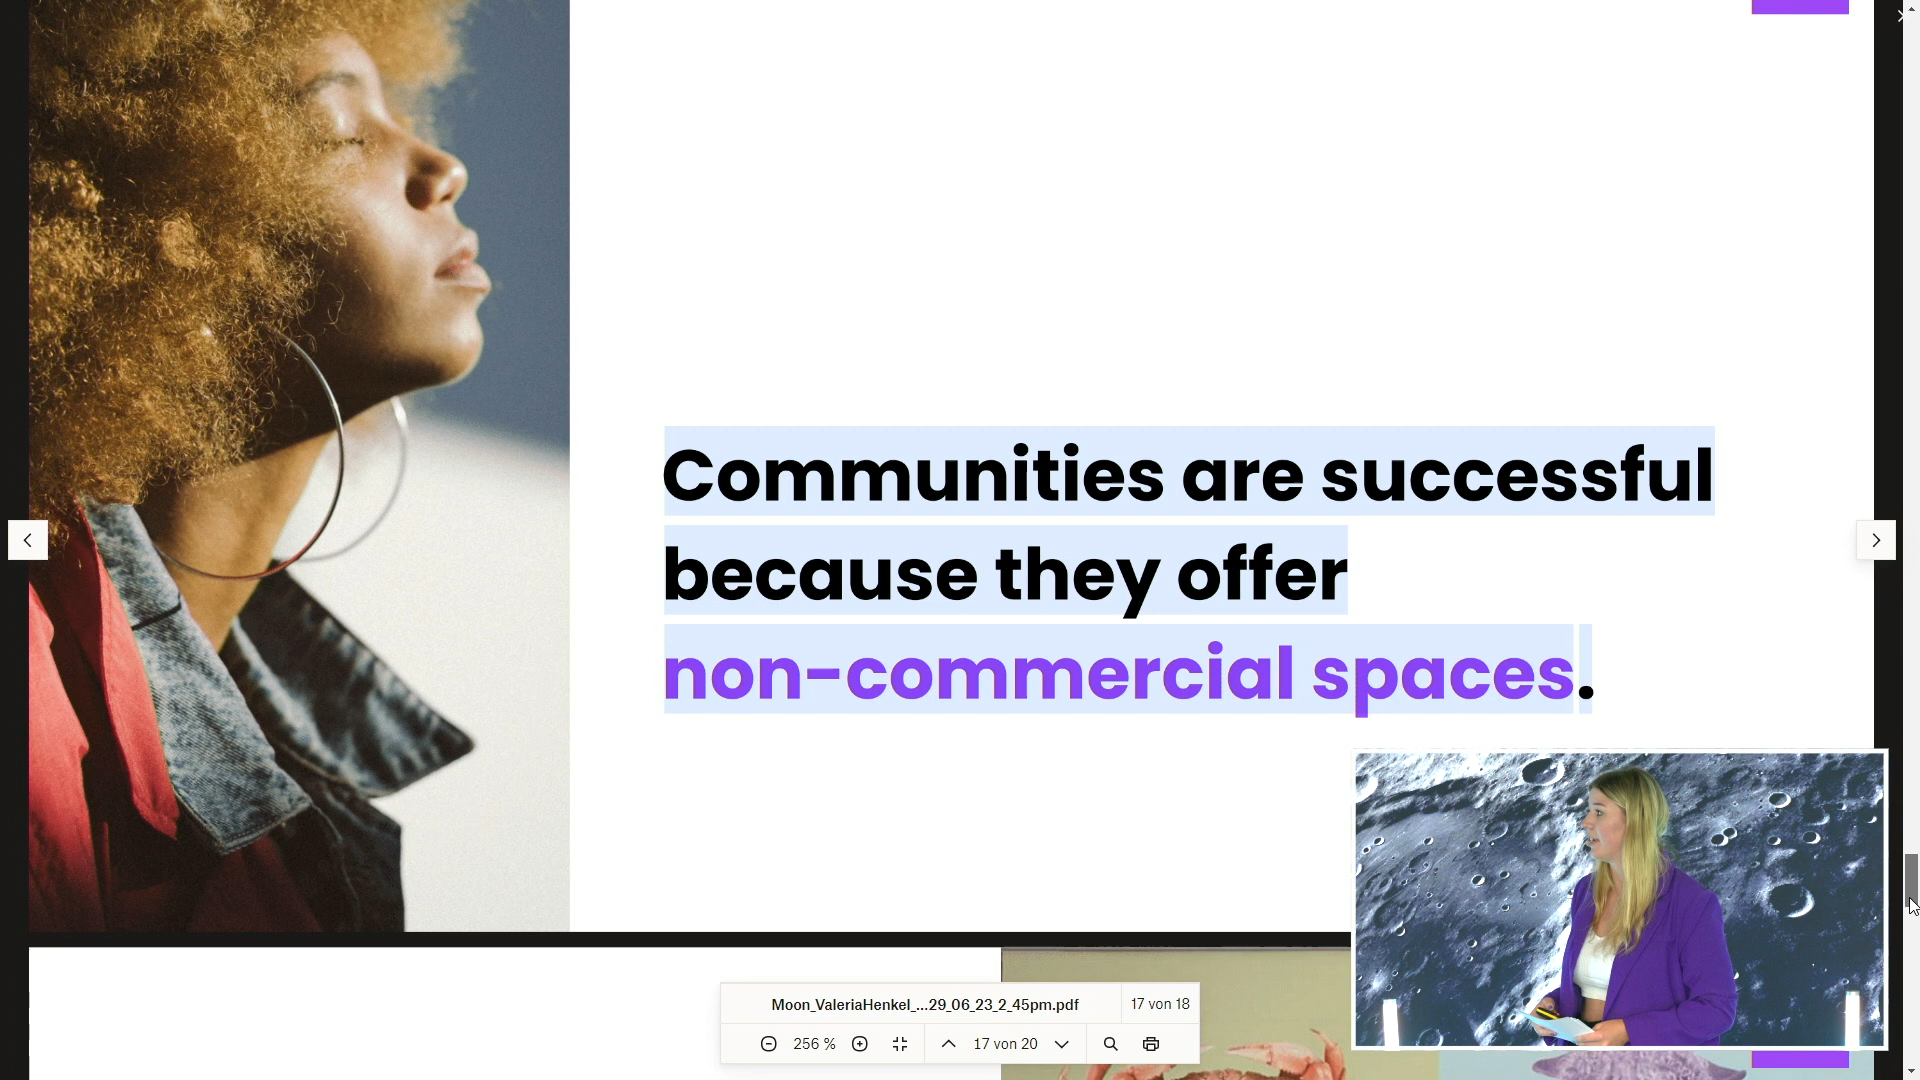 Communities are successful
because they offer
non-commercial spaces.
Moon_ValeriaHenkel_...29_06_23_2_45pm.pdf
17 von 18
256 %
17 von 20